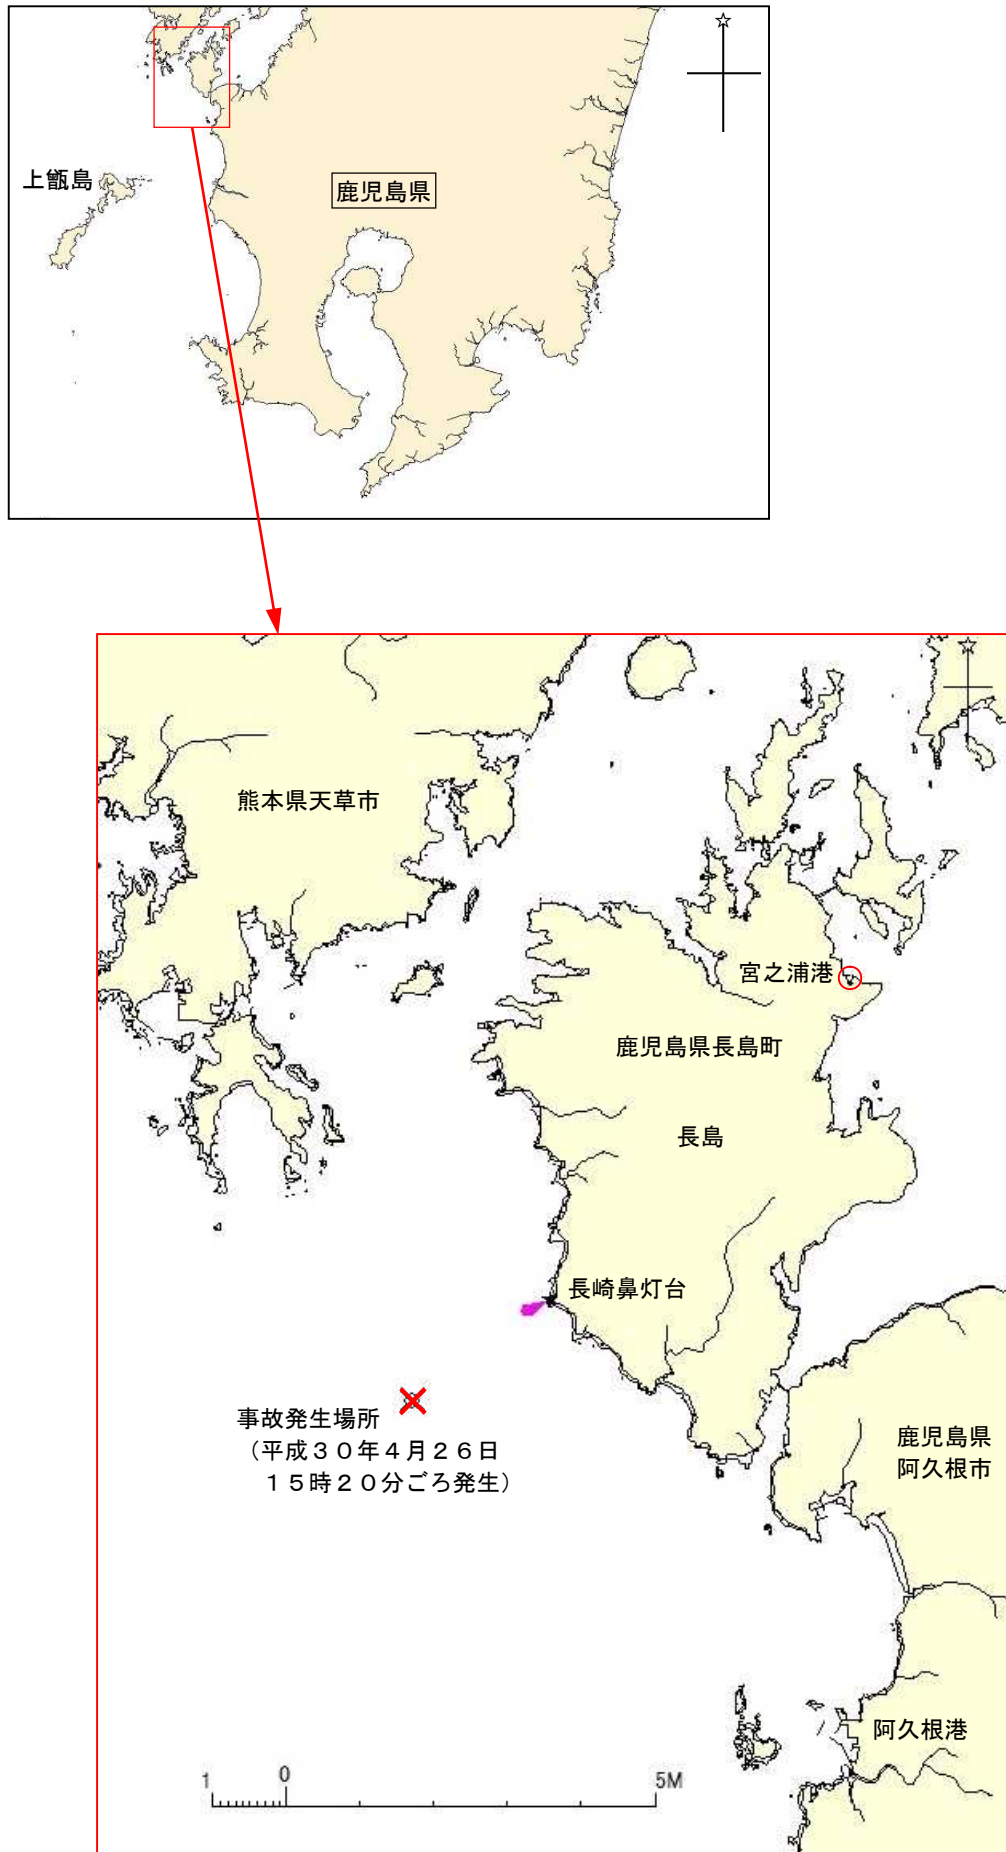 上甑島
鹿児島県
熊本県天草市
宮之浦港
鹿児島県長島町
長島
長崎鼻灯台
事故発生場所
（平成３０年４月２６日
１５時２０分ごろ発生）
鹿児島県
阿久根市
阿久根港
1 0 5M